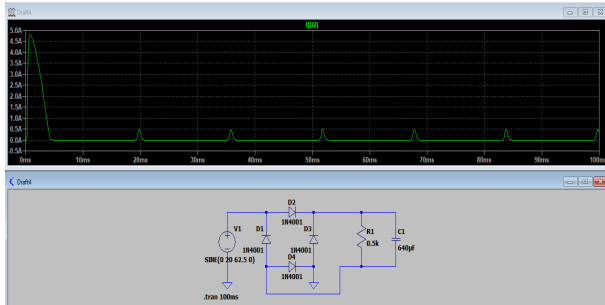 Draft4
I(D2)
5.0A
4.5A
4.0A
3.5A
3.0A
2.5A
2.0A
1.5A
1.0A
0.5A
0.0A
-0.5A
0ms 10ms 20ms 30ms 40ms 50ms 60ms 70ms 80ms 90ms 100ms
Draft4
D2
1N4001
V1
D1
D3
R1
C1
1N4001
1N4001
0.5k
640µF
D4
SINE(0 20 62.5 0)
1N4001
.tran 100ms